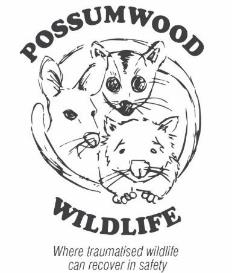 POSSUMWOOD
WILDLIFE
Where traumatised wildlife
can recover in safety